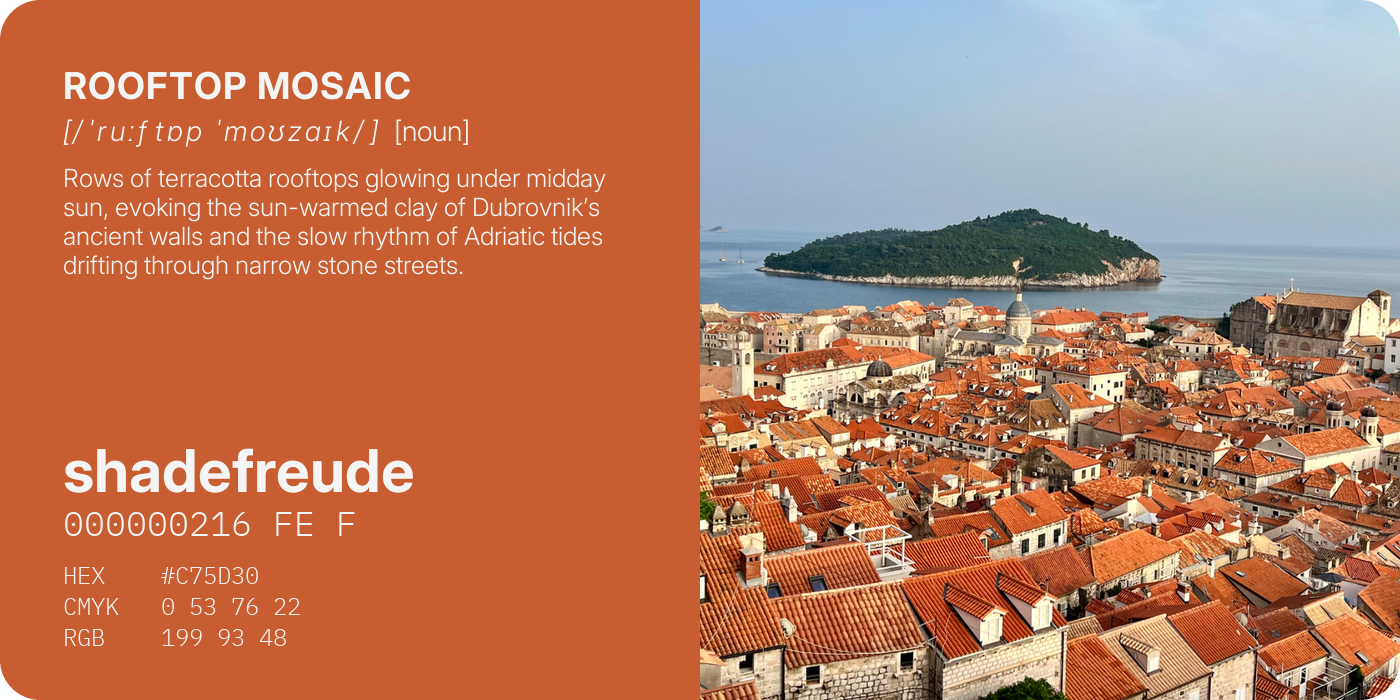 ROOFTOP MOSAIC
[/ˈruːftɒp ˈmoʊzaɪk/] [noun]
Rows of terracotta rooftops glowing under midday
sun, evoking the sun-warmed clay of Dubrovnik’s
ancient walls and the slow rhythm of Adriatic tides
drifting through narrow stone streets.
shadefreude
000000216 FE F
HEX #C75D30
CMYK 0 53 76 22
RGB 199 93 48